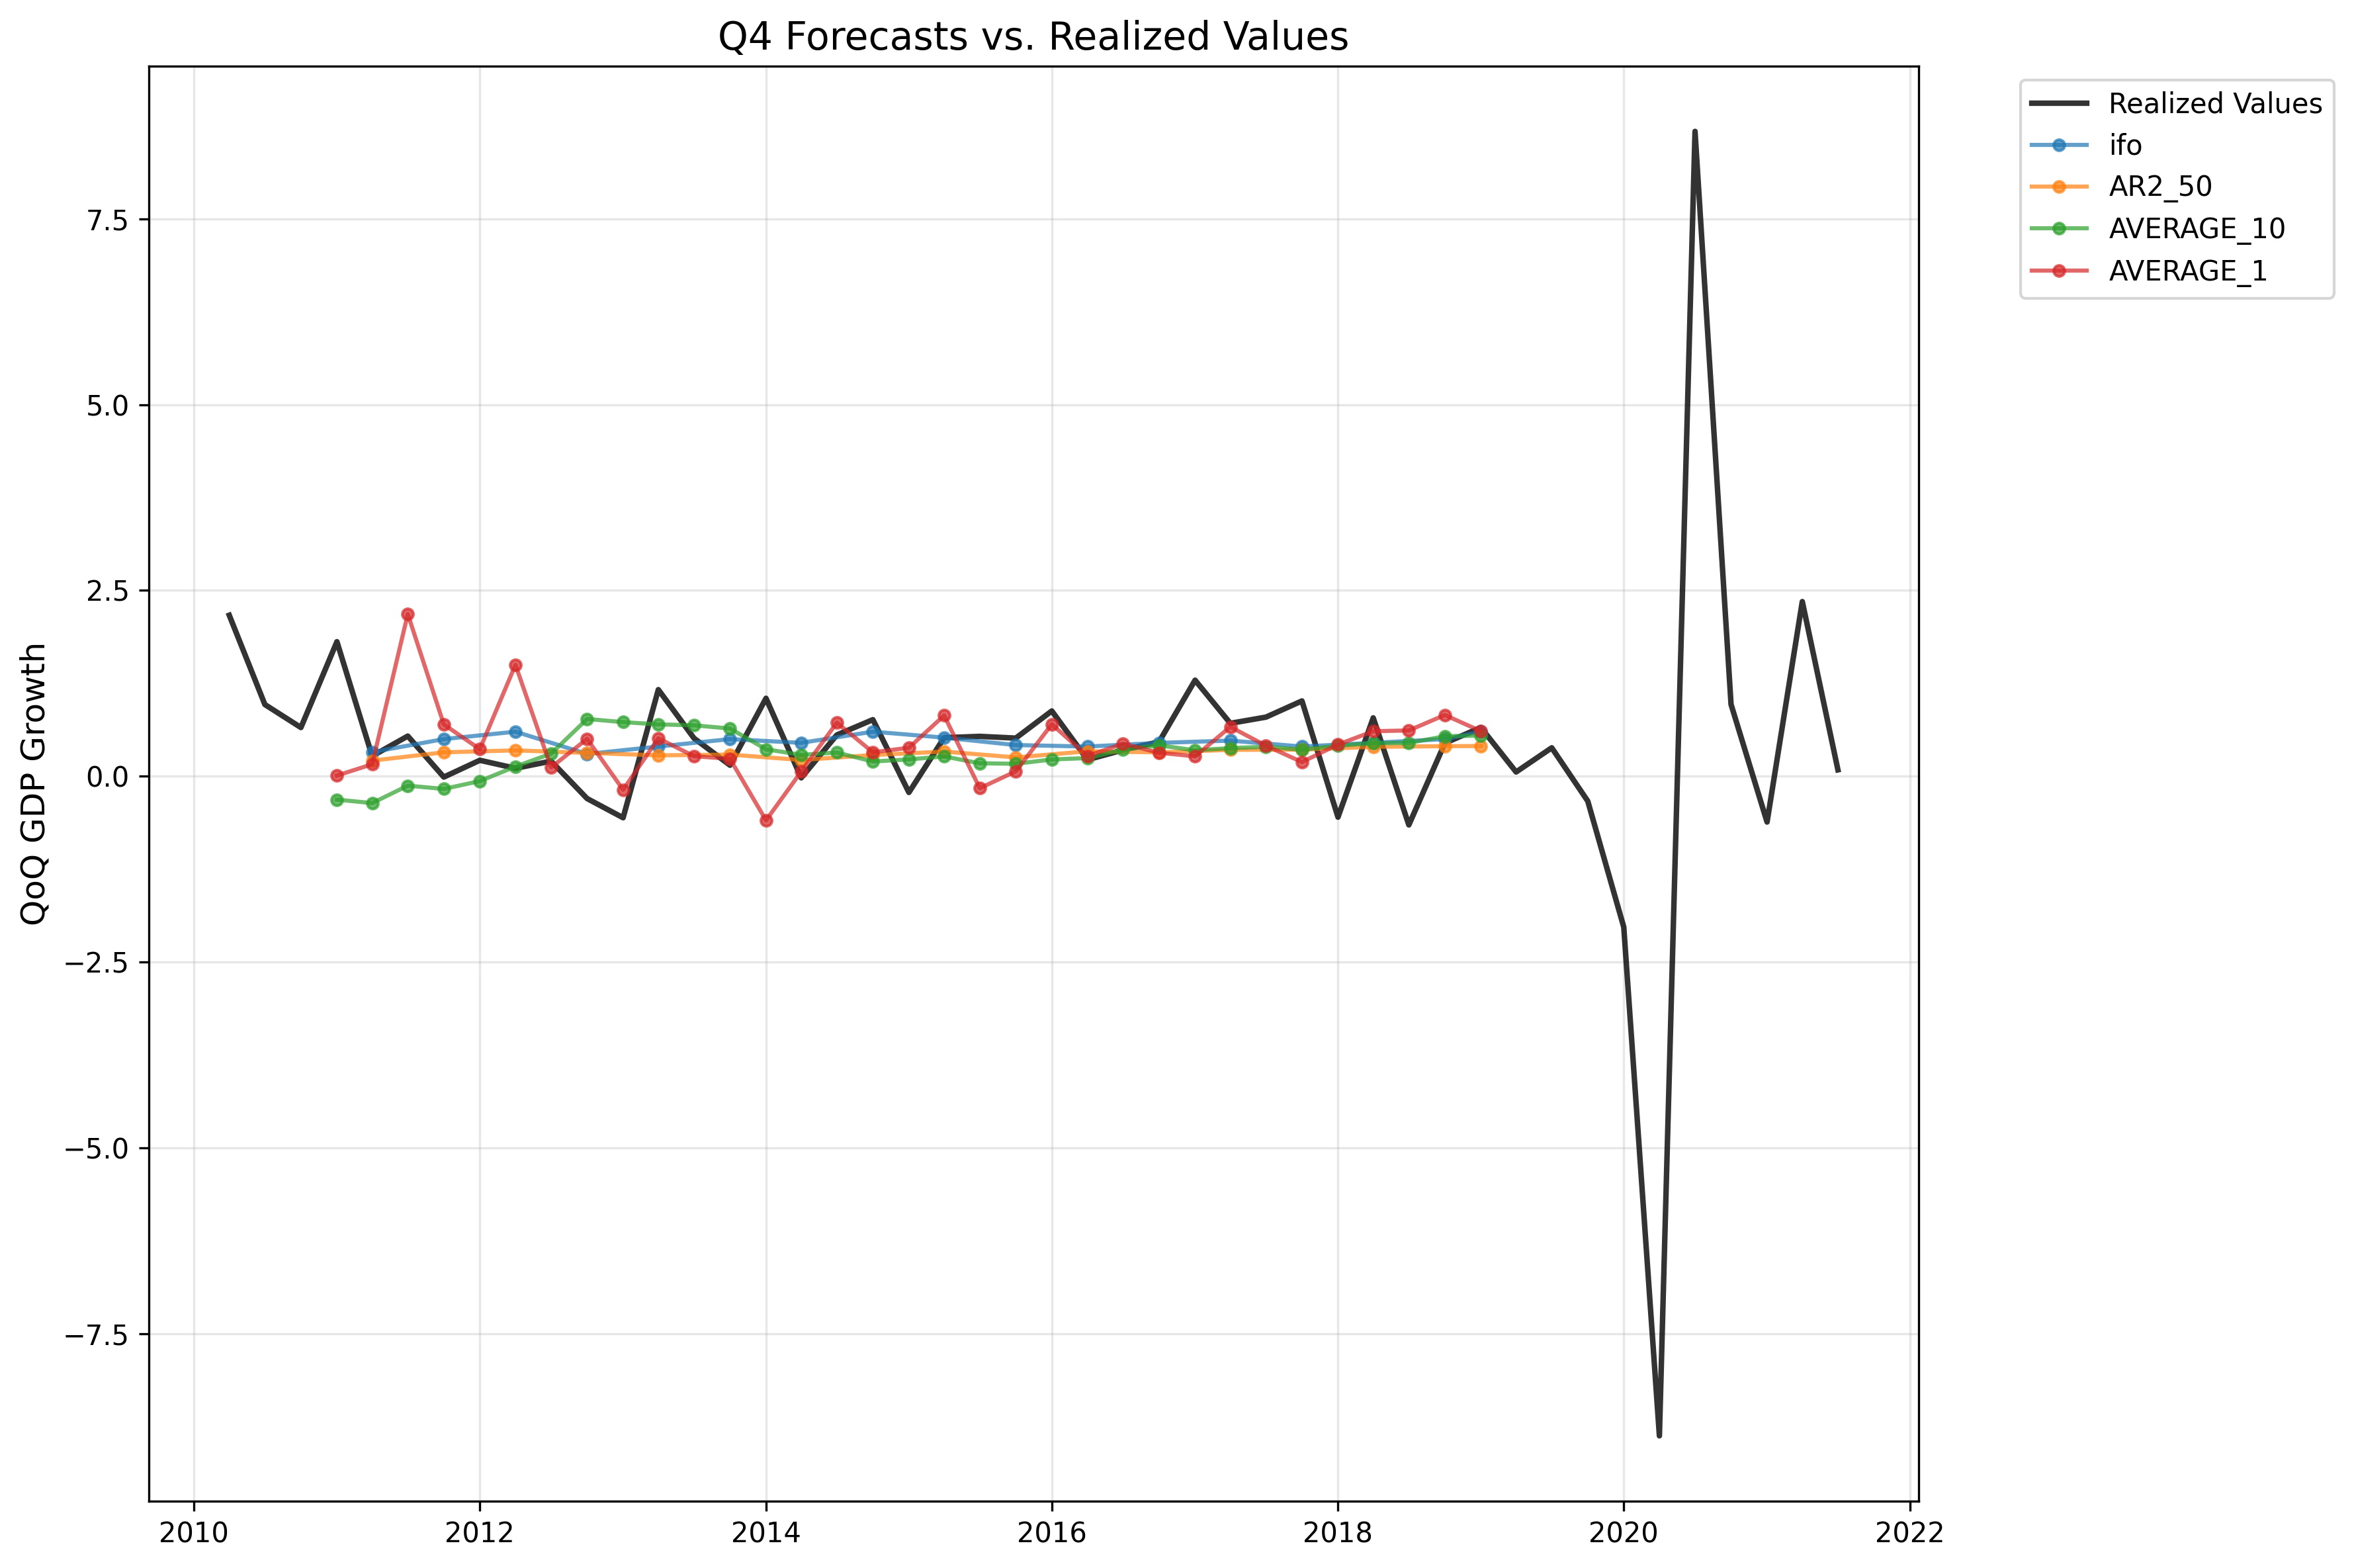 Q4 Forecasts vs. Realized Values
QoQ GDP Growth
7.5
5.0
2.5
0.0
−2.5
−5.0
−7.5
2010
2012
2014
2016
2018
2020
2022
Realized Values
ifo
AR2_50
AVERAGE_10
AVERAGE_1